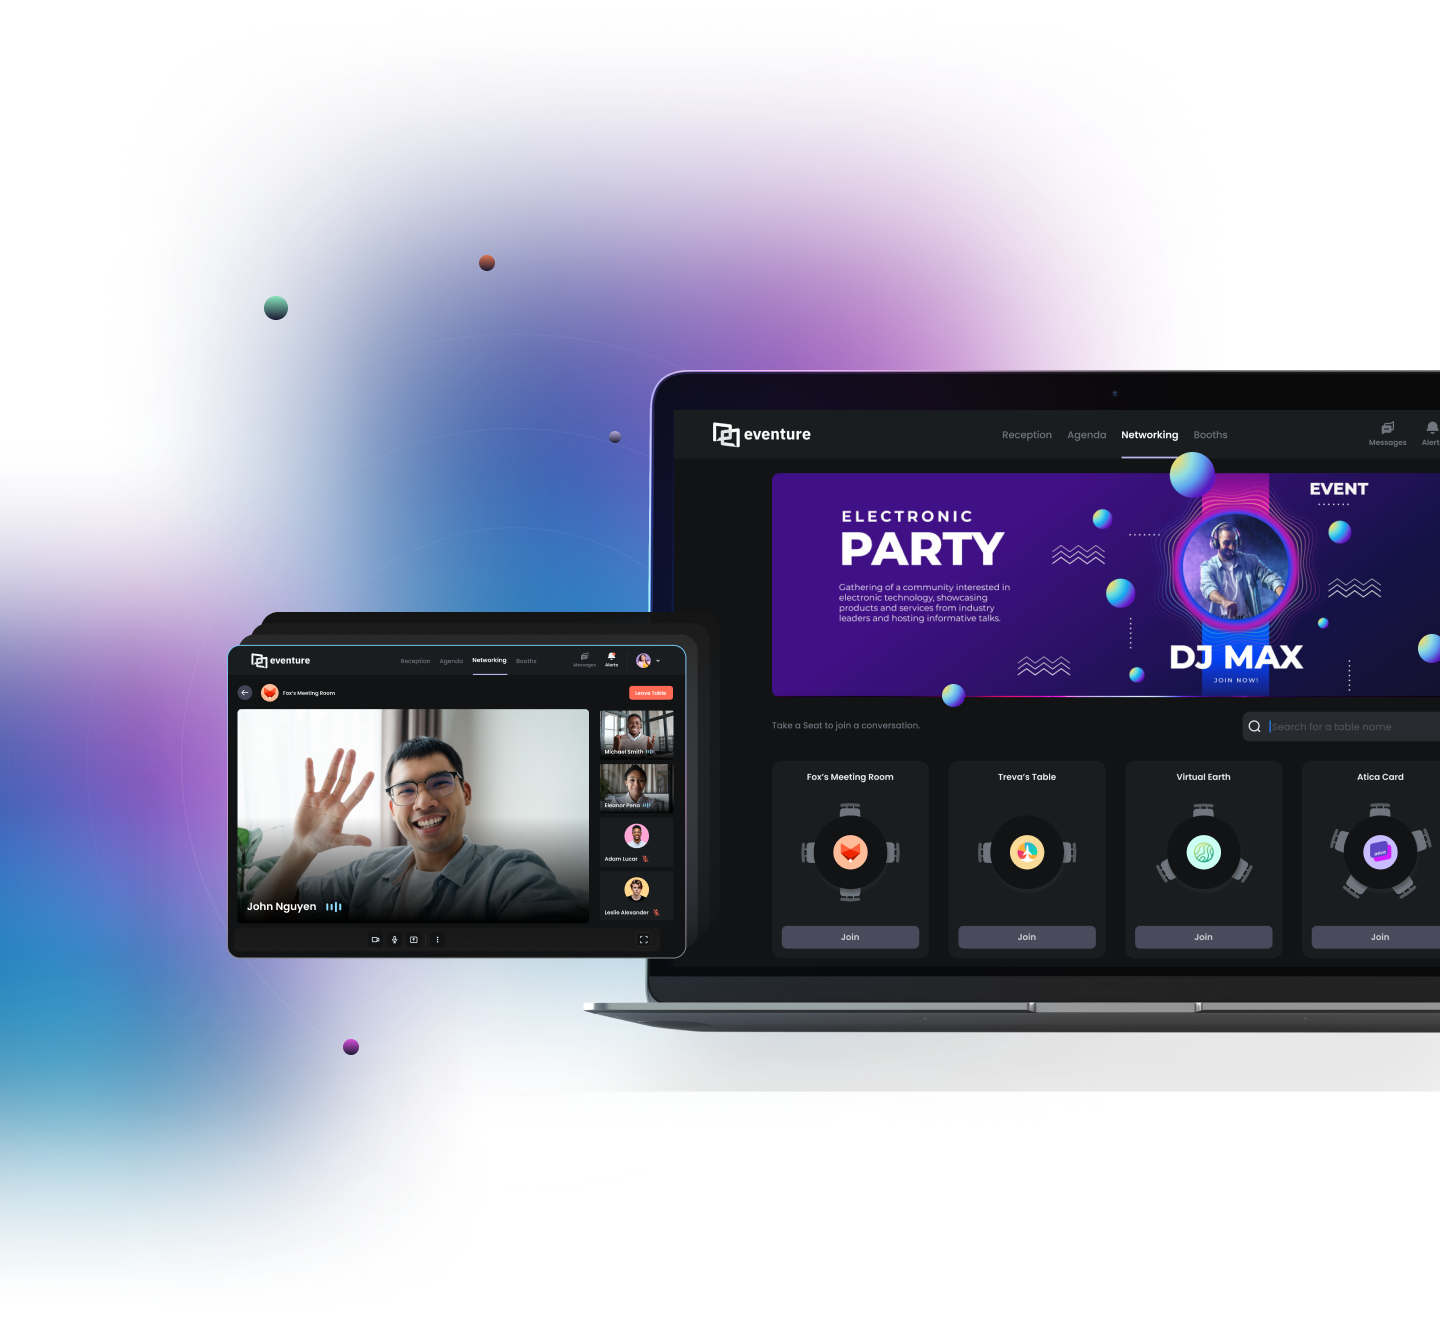 eventure
Reception Agenda Networking Booths
Messages
ELECTRONIC
PARTY
Gathering of a community interested in
electronic technology, showcasing
products and services from industry
leaders and hosting informative talks.
EVENT
DJ MAX
JOIN NOW!
Take a Seat to join a conversation.
Search for a table name
Fox's Meeting Room
Join
Treva's Table
Join
Virtual Earth
Join
Atica Card
atica
Join
eventure
Reception Agenda Networking Booths
Messages
Alerts
Fox's Meeting Room
Leave Table
John Nguyen
Michael Smith
Eleanor Pena
Adam Lucar
Leslie Alexander